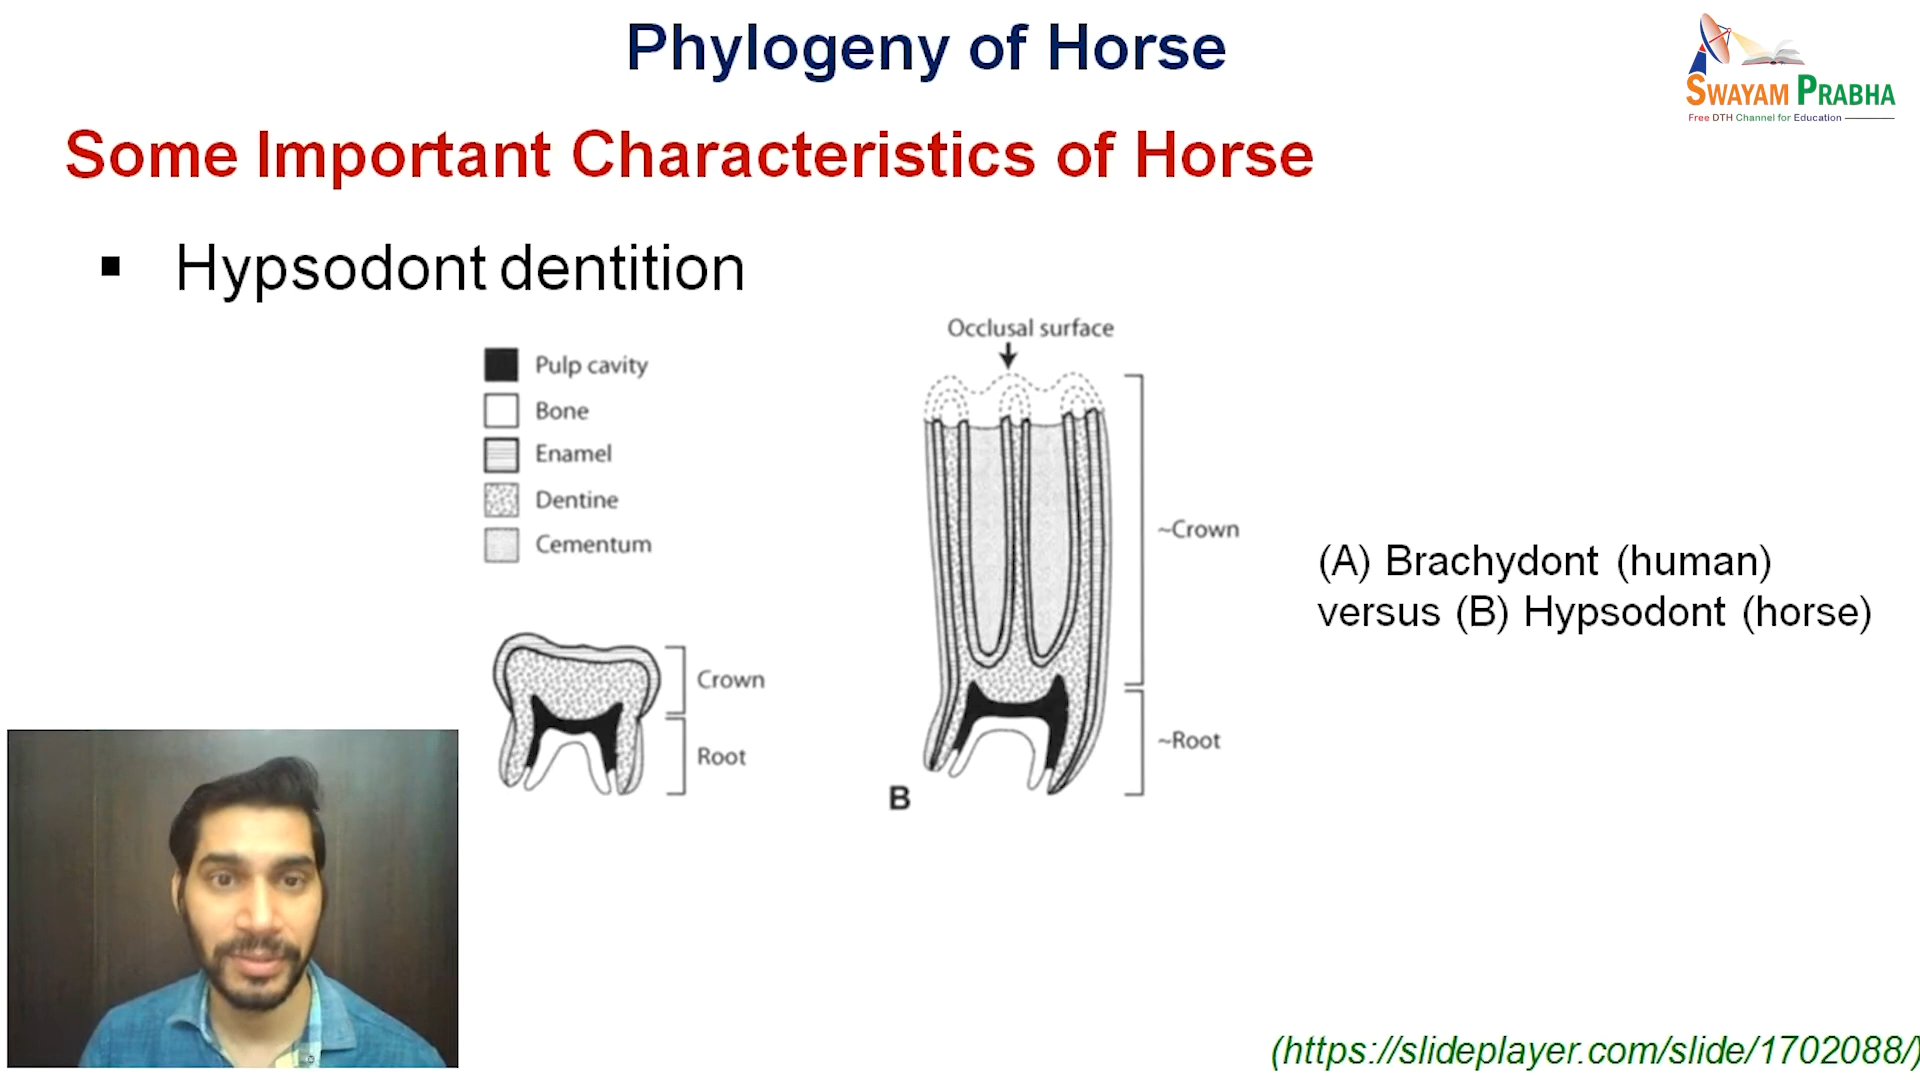 Phylogeny of Horse
SWAYAM PRABHA
Free DTH Channel for Education
Some Important Characteristics of Horse
▪ Hypsodont dentition
Occlusal surface
Pulp cavity
Bone
Enamel
Dentine
Cementum
~Crown
(A) Brachydont (human)
versus (B) Hypsodont (horse)
Crown
~Root
Root
B
(https://slideplayer.com/slide/1702088/)